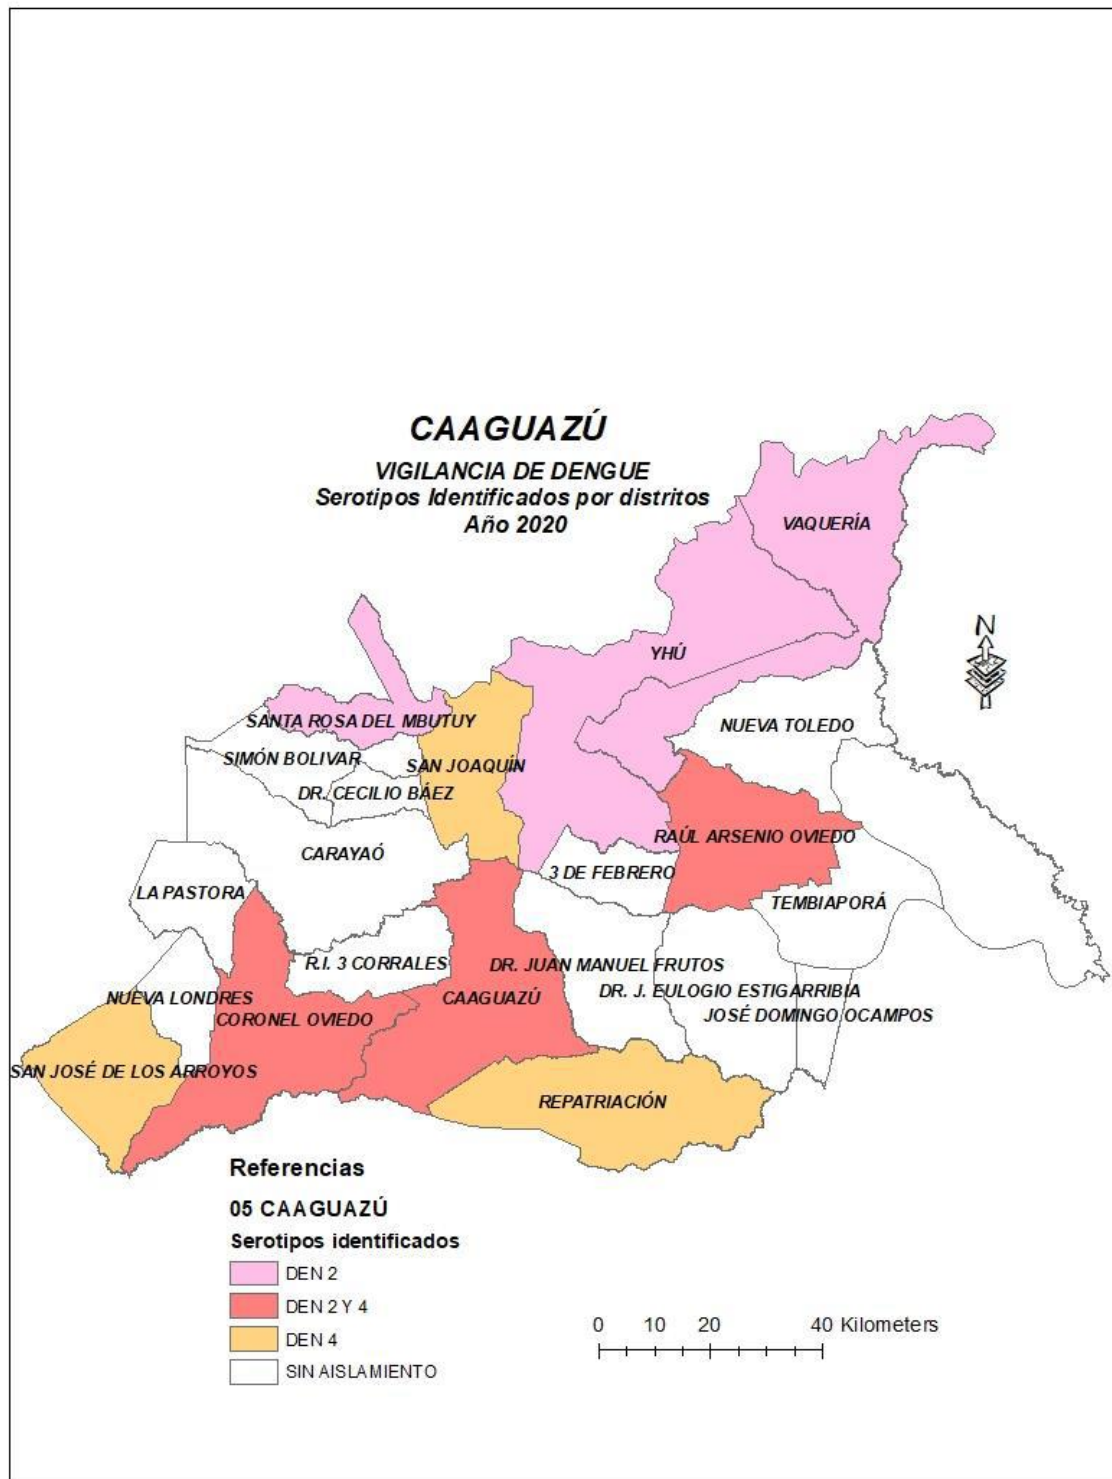 CAAGUAZÚ
VIGILANCIA DE DENGUE
Serotipos Identificados por distritos
Año 2020
VAQUERÍA
N
YHÚ
SANTA ROSA DEL MBUTUY
NUEVA TOLEDO
SIMÓN BOLIVAR
SAN JOAQUÍN
DR. CECILIO BÁEZ
RAÚL ARSENIO OVIEDO
CARAYAÓ
3 DE FEBRERO
LA PASTORA
TEMBIAPORÁ
R.I. 3 CORRALES
DR. JUAN MANUEL FRUTOS
NUEVA LONDRES
CAAGUAZÚ
DR. J. EULOGIO ESTIGARRIBIA
CORONEL OVIEDO
JOSÉ DOMINGO OCAMPOS
SAN JOSÉ DE LOS ARROYOS
REPATRIACIÓN
Referencias
05 CAAGUAZÚ
Serotipos identificados
DEN 2
DEN 2 Y 4
DEN 4
SIN AISLAMIENTO
0 10 20 40 Kilometers